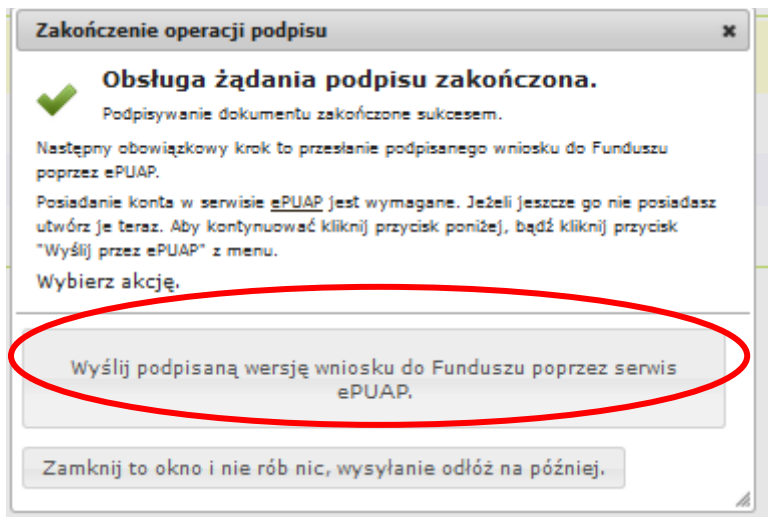 Zakończenie operacji podpisu
Obsługa żądania podpisu zakończona.
Podpisywanie dokumentu zakończone sukcesem.
Następny obowiązkowy krok to przesłanie podpisanego wniosku do Funduszu
poprzez ePUAP.
Posiadanie konta w serwisie ePUAP jest wymagane. Jeżeli jeszcze go nie posiadasz
utwórz je teraz. Aby kontynuować kliknij przycisk poniżej, bądź kliknij przycisk
"Wyślij przez ePUAP" z menu.
Wybierz akcję.
Wyślij podpisaną wersję wniosku do Funduszu poprzez serwis
ePUAP.
Zamknij to okno i nie rób nic, wysyłanie odłóż na później.